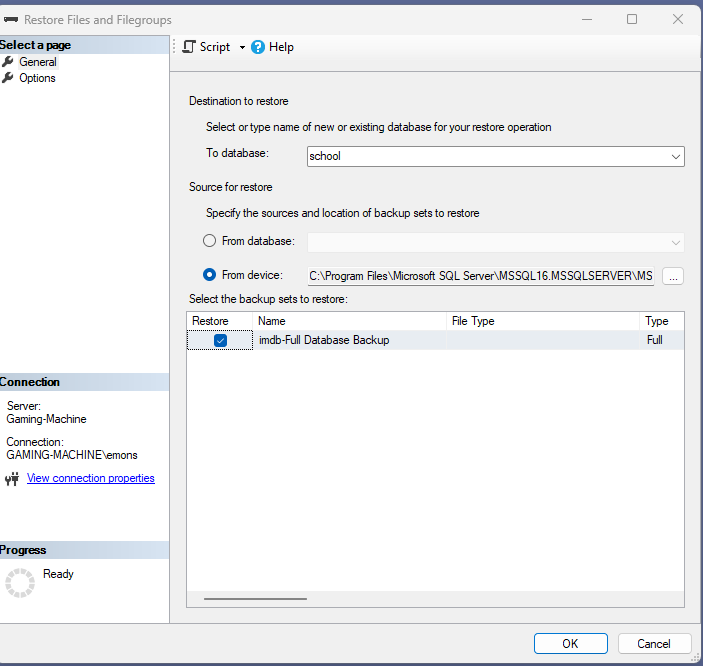 Restore Files and Filegroups
Select a page
General
Options
Script
Help
Destination to restore
Select or type name of new or existing database for your restore operation
To database:
school
Source for restore
Specify the sources and location of backup sets to restore
From database:
From device:
C:\Program Files\Microsoft SQL Server\MSSQL16.MSSQLSERVER\MS
...
Select the backup sets to restore:
Restore Name File Type Type
imdb-Full Database Backup Full
Connection
Server:
Gaming-Machine
Connection:
GAMING-MACHINE\emons
View connection properties
Progress
Ready
OK
Cancel